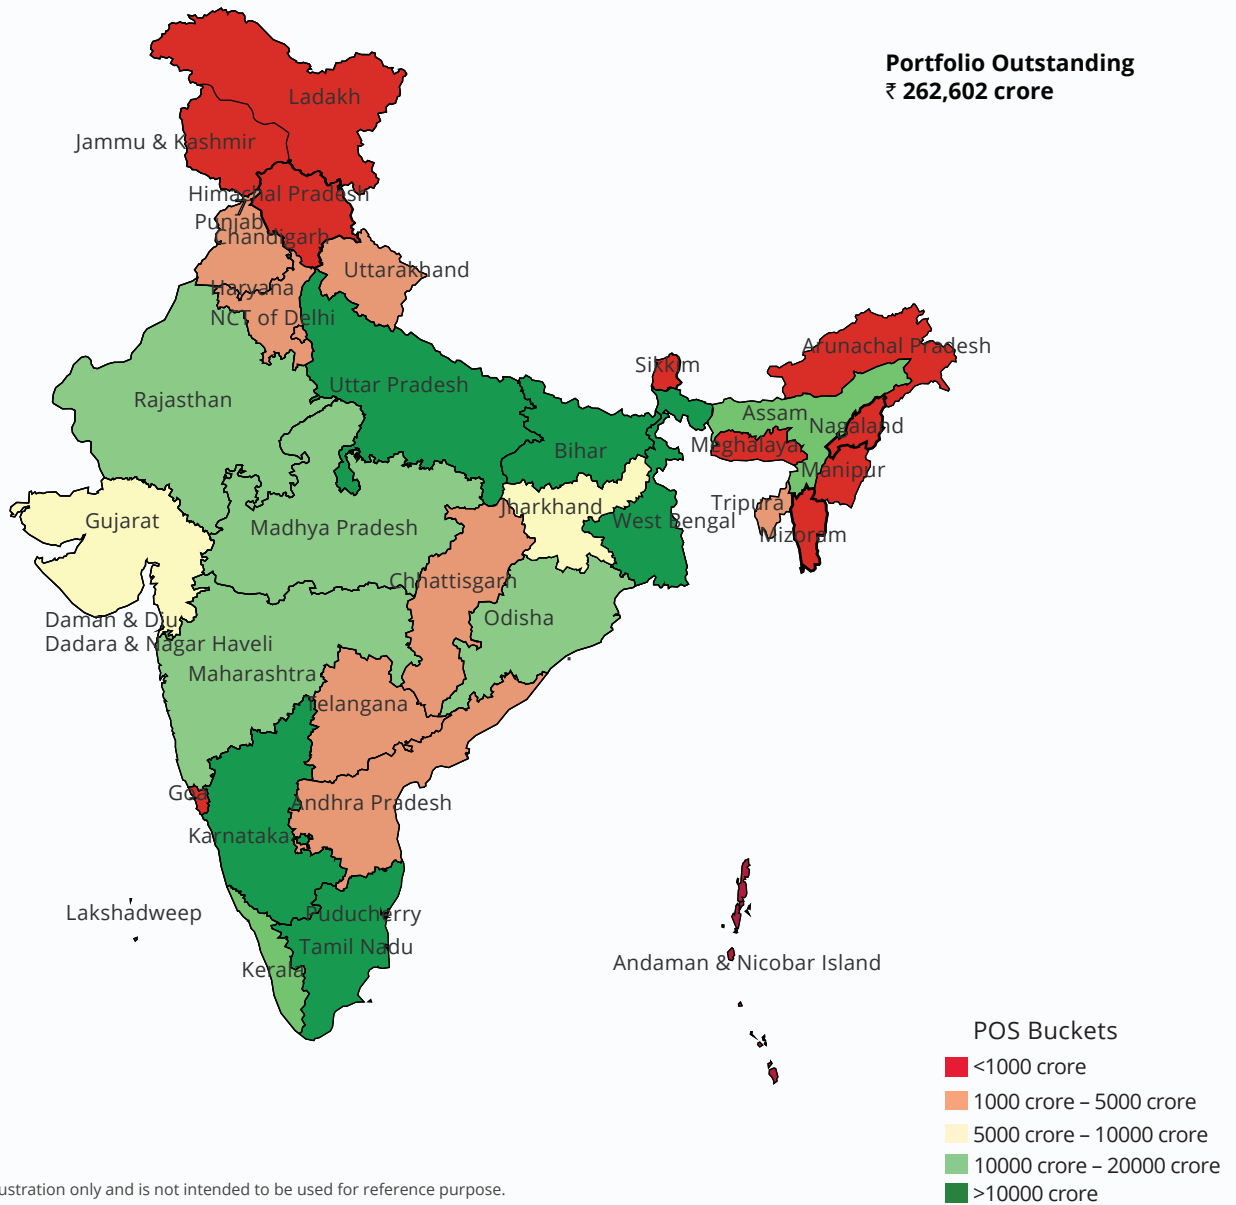 Portfolio Outstanding
₹ 262,602 crore
Ladakh
Jammu & Kashmir
Himachal Pradesh
Punjab
Chandigarh
Uttarakhand
Haryana
NCT of Delhi
Arunachal Pradesh
Sikkim
Uttar Pradesh
Rajasthan
Assam
Nagaland
Meghalaya
Bihar
Manipur
Tripura
Jharkhand
Gujarat
West Bengal
Madhya Pradesh
Mizoram
Chhattisgarh
Odisha
Daman & Diu
Dadara & Nagar Haveli
Maharashtra
Telangana
Goa
Andhra Pradesh
Karnataka
Lakshadweep
Puducherry
Tamil Nadu
Andaman & Nicobar Island
Kerala
POS Buckets
<1000 crore
1000 crore – 5000 crore
5000 crore – 10000 crore
10000 crore – 20000 crore
>10000 crore
ustration only and is not intended to be used for reference purpose.